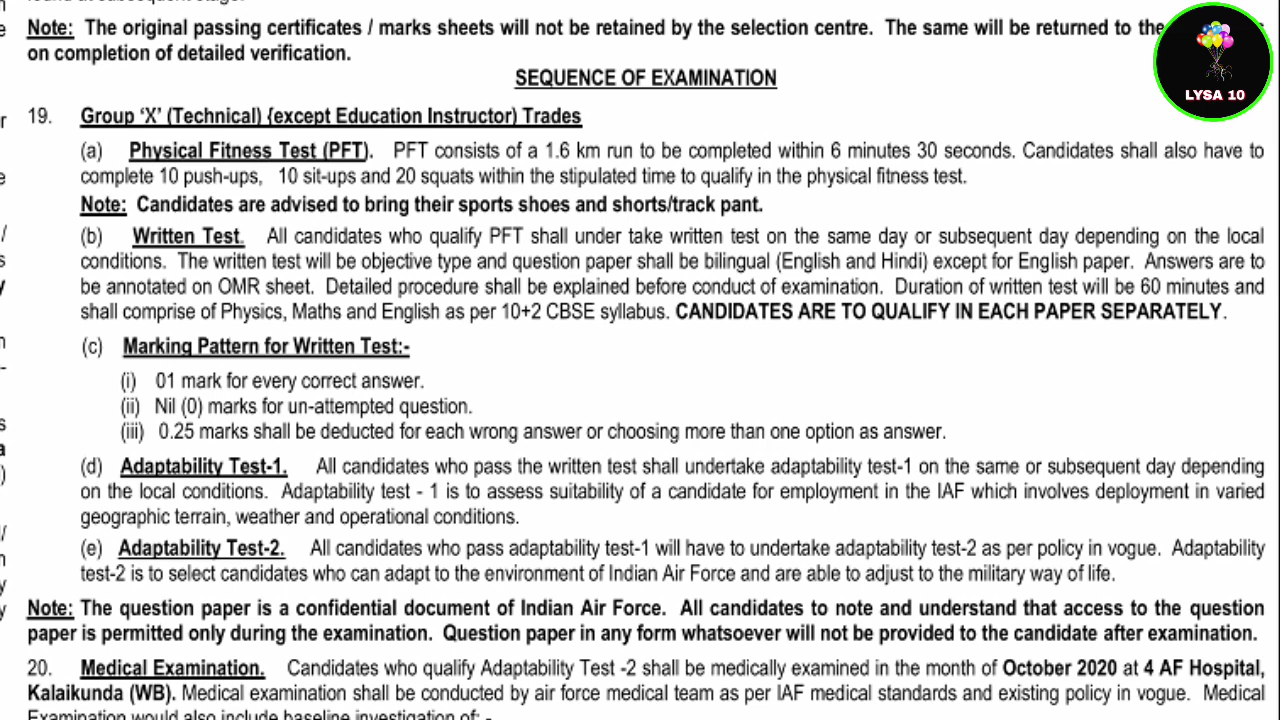 Note: The original passing certificates / marks sheets will not be retained by the selection centre. The same will be returned to the
on completion of detailed verification.
LYSA 10
SEQUENCE OF EXAMINATION
19. Group ‘X’ (Technical) {except Education Instructor) Trades
(a) Physical Fitness Test (PFT). PFT consists of a 1.6 km run to be completed within 6 minutes 30 seconds. Candidates shall also have to
complete 10 push-ups, 10 sit-ups and 20 squats within the stipulated time to qualify in the physical fitness test.
Note: Candidates are advised to bring their sports shoes and shorts/track pant.
(b) Written Test. All candidates who qualify PFT shall under take written test on the same day or subsequent day depending on the local
conditions. The written test will be objective type and question paper shall be bilingual (English and Hindi) except for English paper. Answers are to
be annotated on OMR sheet. Detailed procedure shall be explained before conduct of examination. Duration of written test will be 60 minutes and
shall comprise of Physics, Maths and English as per 10+2 CBSE syllabus. CANDIDATES ARE TO QUALIFY IN EACH PAPER SEPARATELY.
(c) Marking Pattern for Written Test:-
(i) 01 mark for every correct answer.
(ii) Nil (0) marks for un-attempted question.
(iii) 0.25 marks shall be deducted for each wrong answer or choosing more than one option as answer.
(d) Adaptability Test-1. All candidates who pass the written test shall undertake adaptability test-1 on the same or subsequent day depending
on the local conditions. Adaptability test - 1 is to assess suitability of a candidate for employment in the IAF which involves deployment in varied
geographic terrain, weather and operational conditions.
(e) Adaptability Test-2. All candidates who pass adaptability test-1 will have to undertake adaptability test-2 as per policy in vogue. Adaptability
test-2 is to select candidates who can adapt to the environment of Indian Air Force and are able to adjust to the military way of life.
Note: The question paper is a confidential document of Indian Air Force. All candidates to note and understand that access to the question
paper is permitted only during the examination. Question paper in any form whatsoever will not be provided to the candidate after examination.
20. Medical Examination. Candidates who qualify Adaptability Test -2 shall be medically examined in the month of October 2020 at 4 AF Hospital,
Kalaikunda (WB). Medical examination shall be conducted by air force medical team as per IAF medical standards and existing policy in vogue. Medical
Examination would also include baseline investigation of: -